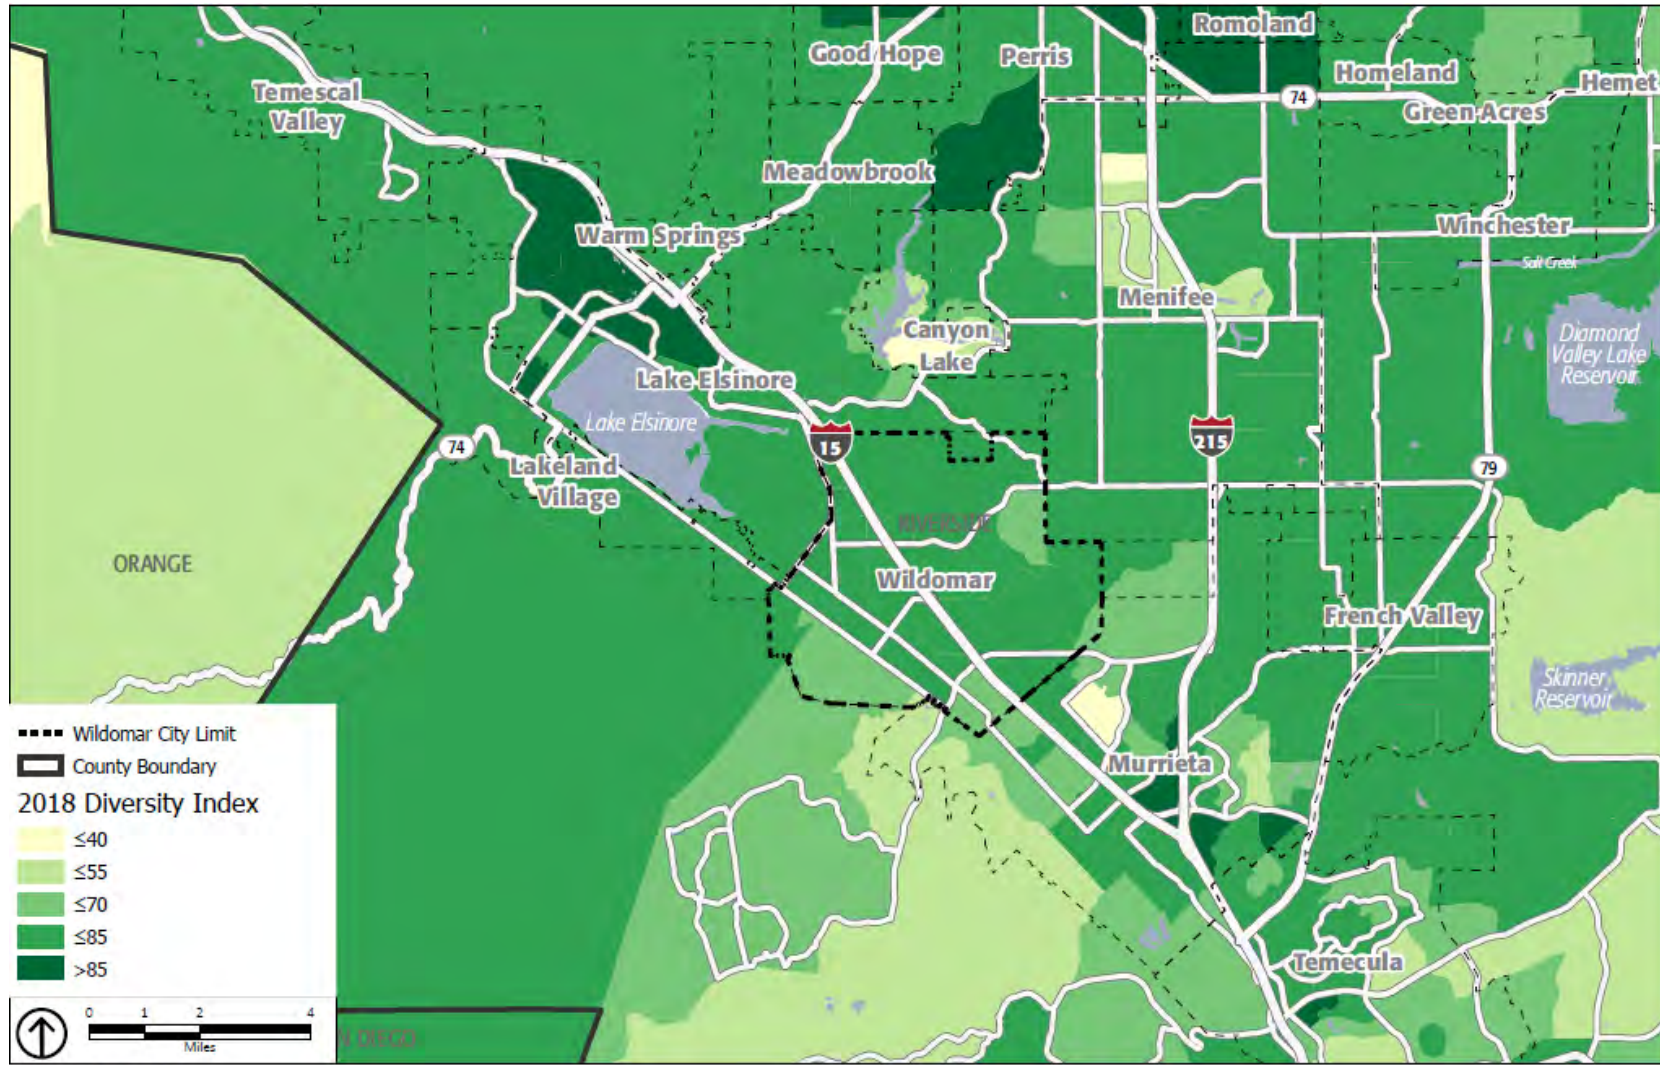 Romoland
Good Hope
Perris
Homeland
Hemet
74
Temescal
Valley
Green Acres
Meadowbrook
Winchester
Warm Springs
Salt Creek
Menifee
Canyon
Lake
Diamond
Valley Lake
Reservoir
Lake Elsinore
Lake Elsinore
15
215
74
79
Lakeland
Village
RIVERSIDE
ORANGE
Wildomar
French Valley
Skinner
Reservoir
Murrieta
Temecula
N DIEGO
Wildomar City Limit
County Boundary
2018 Diversity Index
≤40
≤55
≤70
≤85
>85
0 1 2 4
Miles